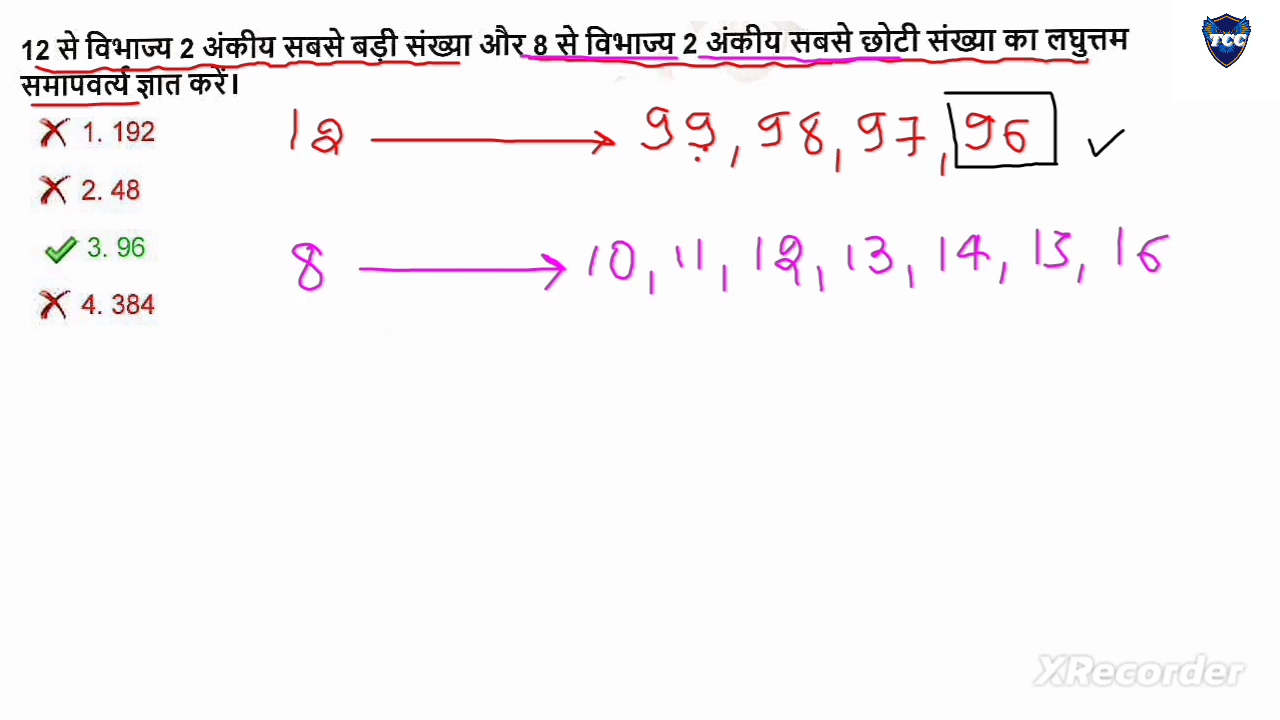 12 से विभाज्य 2 अंकीय सबसे बड़ी संख्या और 8 से विभाज्य 2 अंकीय सबसे छोटी संख्या का लघुत्तम
समापवर्त्य ज्ञात करें।
1. 192
2. 48
3. 96
4. 384
12 → 99, 98, 97, 96 ✓
8 → 10, 11, 12, 13, 14, 15, 16
TCC
XRecorder